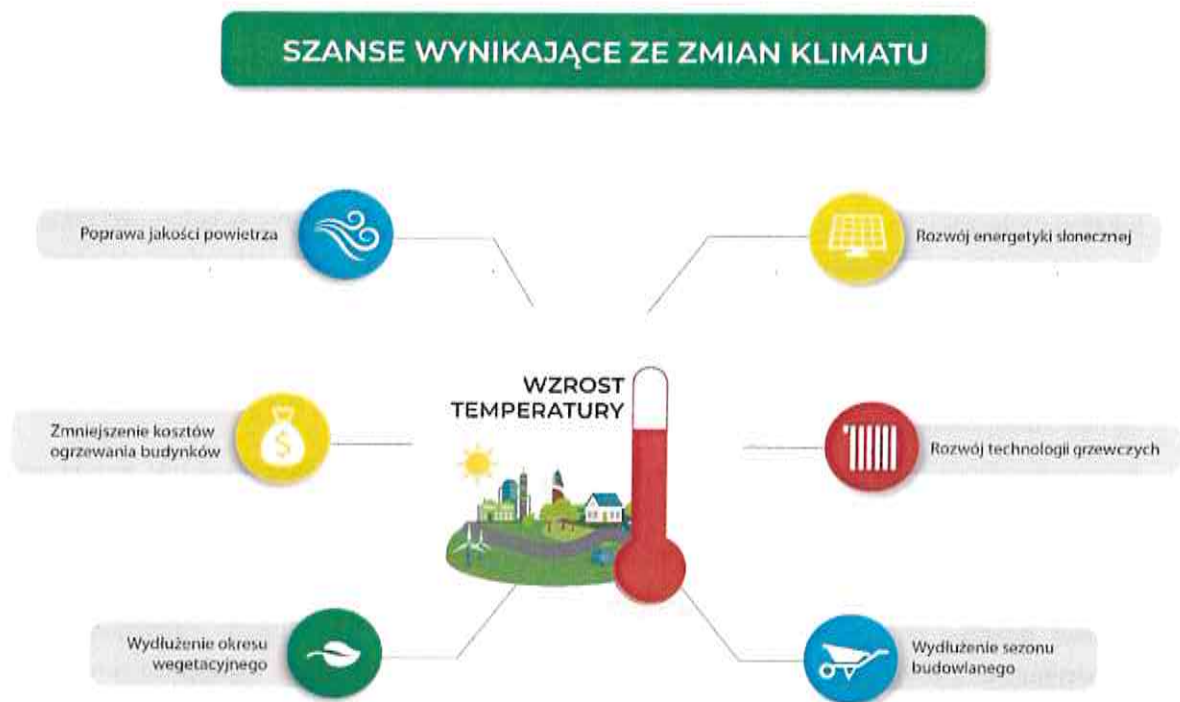 SZANSE WYNIKAJĄCE ZE ZMIAN KLIMATU
Poprawa jakości powietrza
Rozwój energetyki słonecznej
WZROST
TEMPERATURY
Zmniejszenie kosztów
ogrzewania budynków
$
Rozwój technologii grzewczych
Wydłużenie okresu
wegetacyjnego
Wydłużenie sezonu
budowlanego